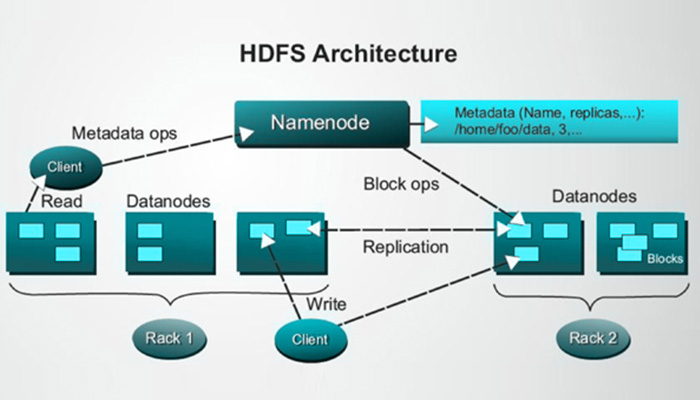 HDFS Architecture
Namenode
Metadata (Name, replicas,...):
/home/foo/data, 3,...
Metadata ops
Client
Block ops
Read
Datanodes
Datanodes
Replication
Blocks
Write
Rack 1
Client
Rack 2